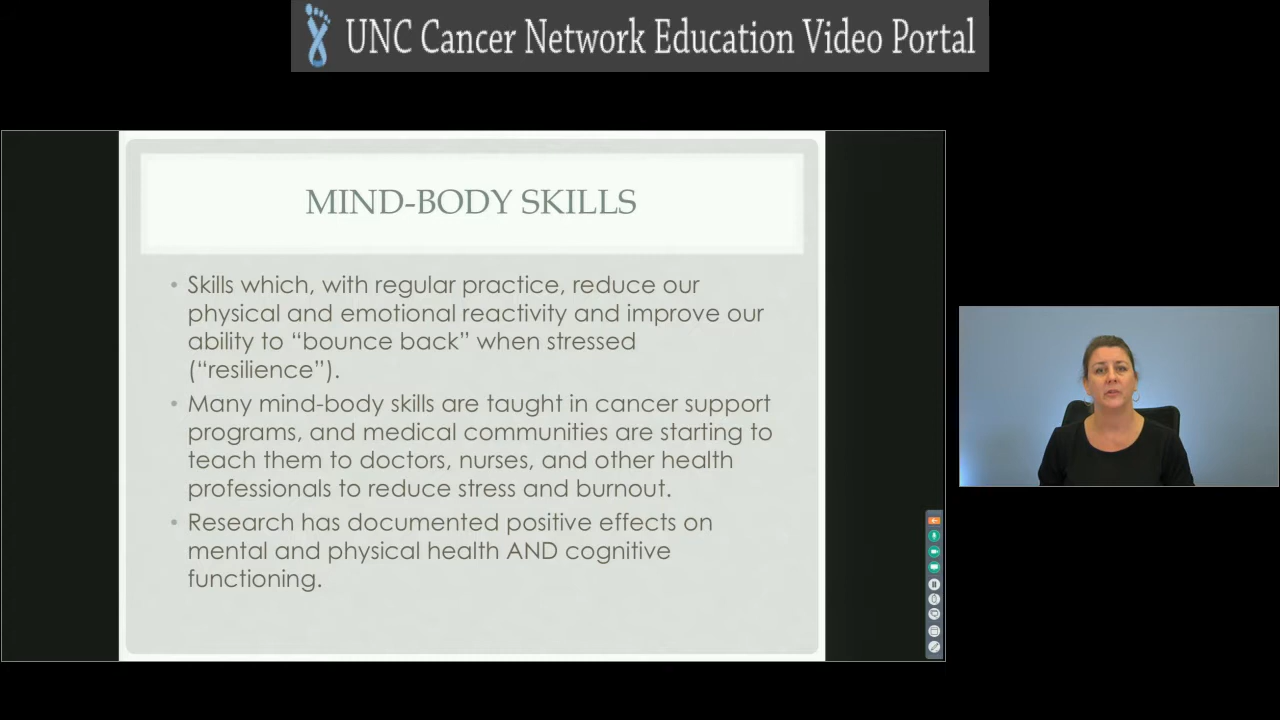 UNC Cancer Network Education Video Portal
MIND-BODY SKILLS
• Skills which, with regular practice, reduce our
physical and emotional reactivity and improve our
ability to “bounce back” when stressed
(“resilience”).
• Many mind-body skills are taught in cancer support
programs, and medical communities are starting to
teach them to doctors, nurses, and other health
professionals to reduce stress and burnout.
• Research has documented positive effects on
mental and physical health AND cognitive
functioning.